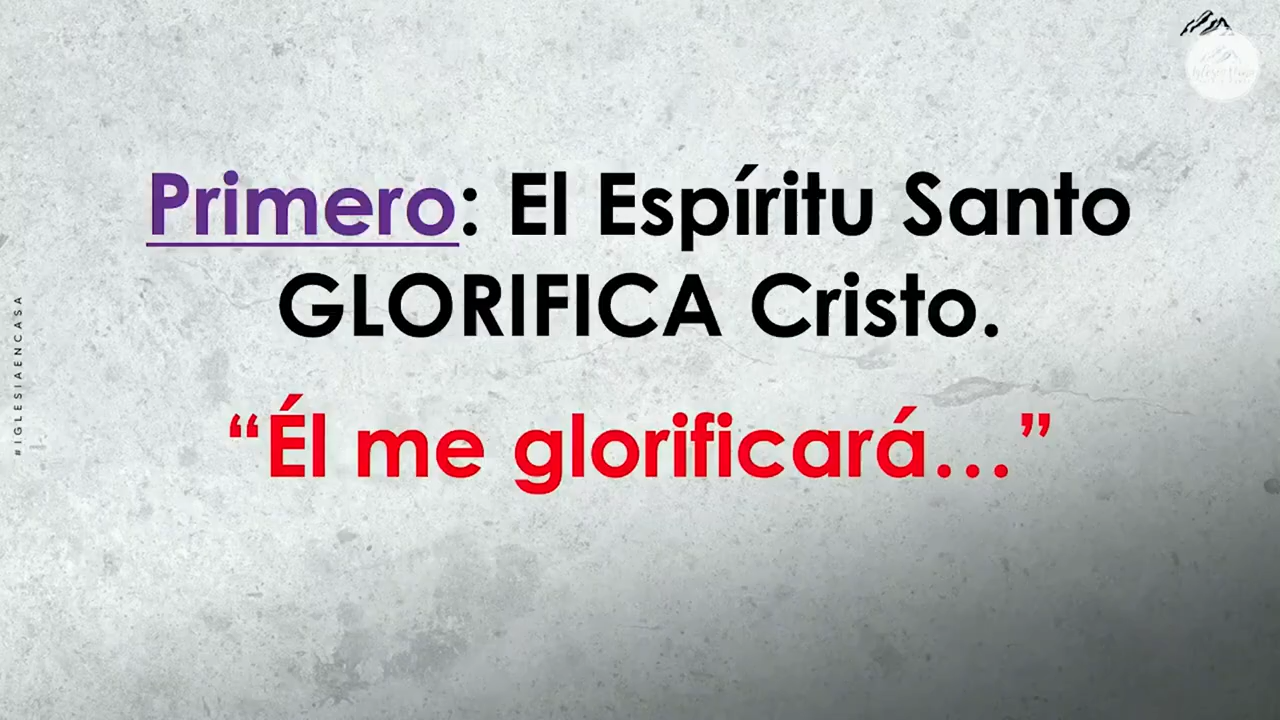 Primero: El Espíritu Santo
GLORIFICA Cristo.
“Él me glorificará...”
#IGLESIAENCASA